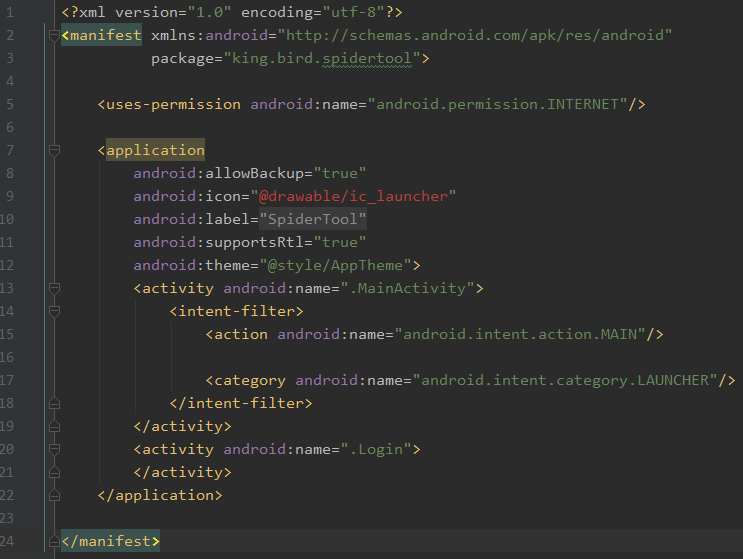 1 <?xml version="1.0" encoding="utf-8"?>
2 <manifest xmlns:android="http://schemas.android.com/apk/res/android"
3           package="king.bird.spidertool">
4
5     <uses-permission android:name="android.permission.INTERNET"/>
6
7     <application
8         android:allowBackup="true"
9         android:icon="@drawable/ic_launcher"
10         android:label="SpiderTool"
11         android:supportsRtl="true"
12         android:theme="@style/AppTheme">
13         <activity android:name=".MainActivity">
14             <intent-filter>
15                 <action android:name="android.intent.action.MAIN"/>
16
17                 <category android:name="android.intent.category.LAUNCHER"/>
18             </intent-filter>
19         </activity>
20         <activity android:name=".Login">
21         </activity>
22     </application>
23
24 </manifest>